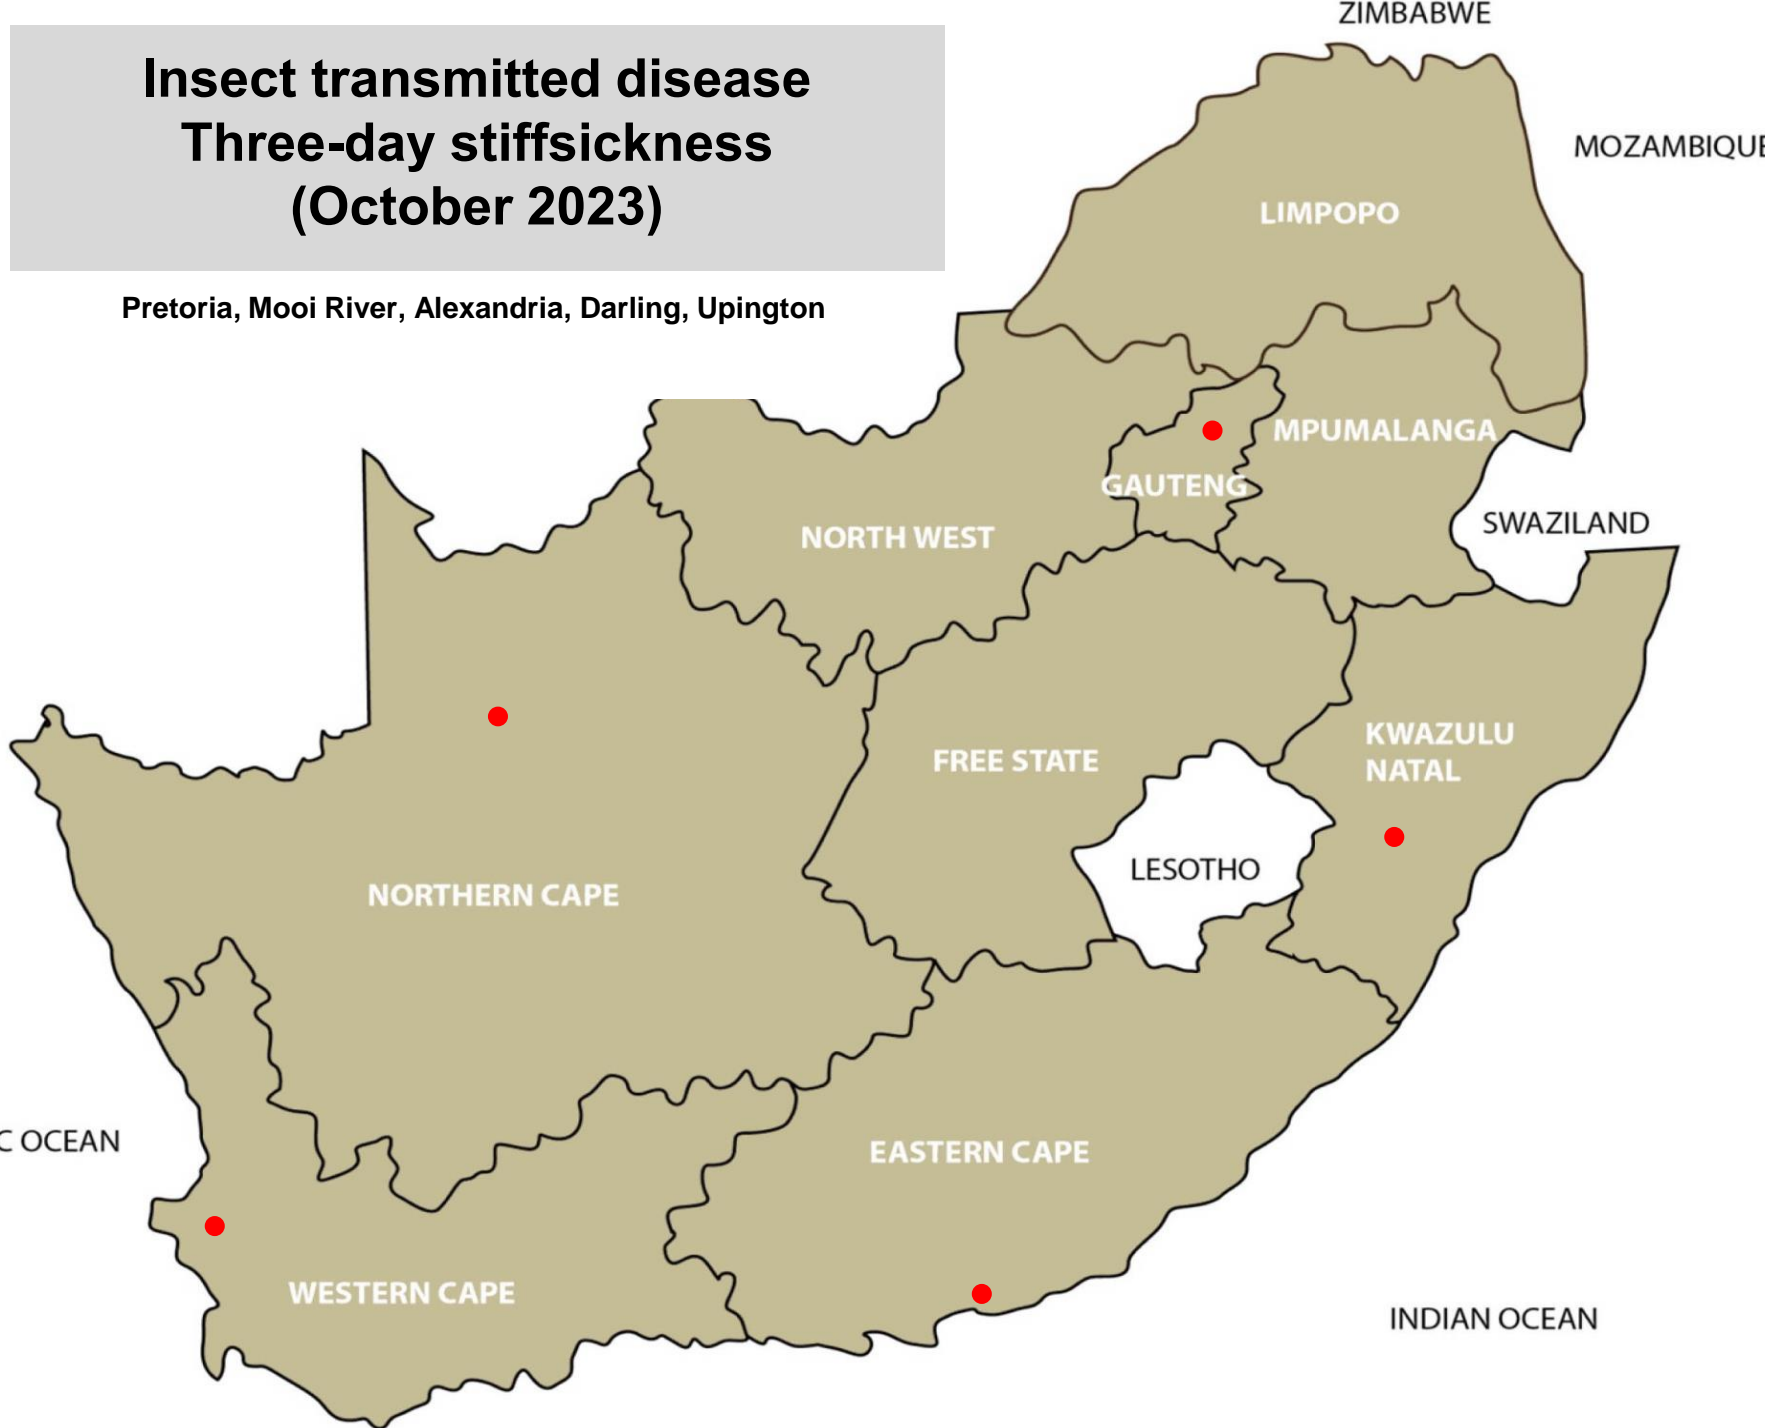 ZIMBABWE
Insect transmitted disease
Three-day stiffsickness
(October 2023)
MOZAMBIQUE
LIMPOPO
Pretoria, Mooi River, Alexandria, Darling, Upington
MPUMALANGA
GAUTENG
SWAZILAND
NORTH WEST
KWAZULU
NATAL
FREE STATE
LESOTHO
NORTHERN CAPE
C OCEAN
EASTERN CAPE
WESTERN CAPE
INDIAN OCEAN